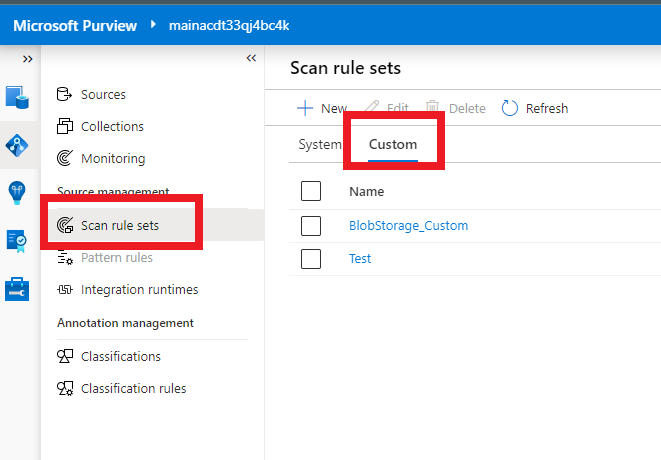 Microsoft Purview mainacdt33qj4bc4k
Sources
Collections
Monitoring
Source management
Scan rule sets
Pattern rules
Integration runtimes
Annotation management
Classifications
Classification rules
Scan rule sets
New Edit Delete Refresh
System Custom
Name
BlobStorage_Custom
Test